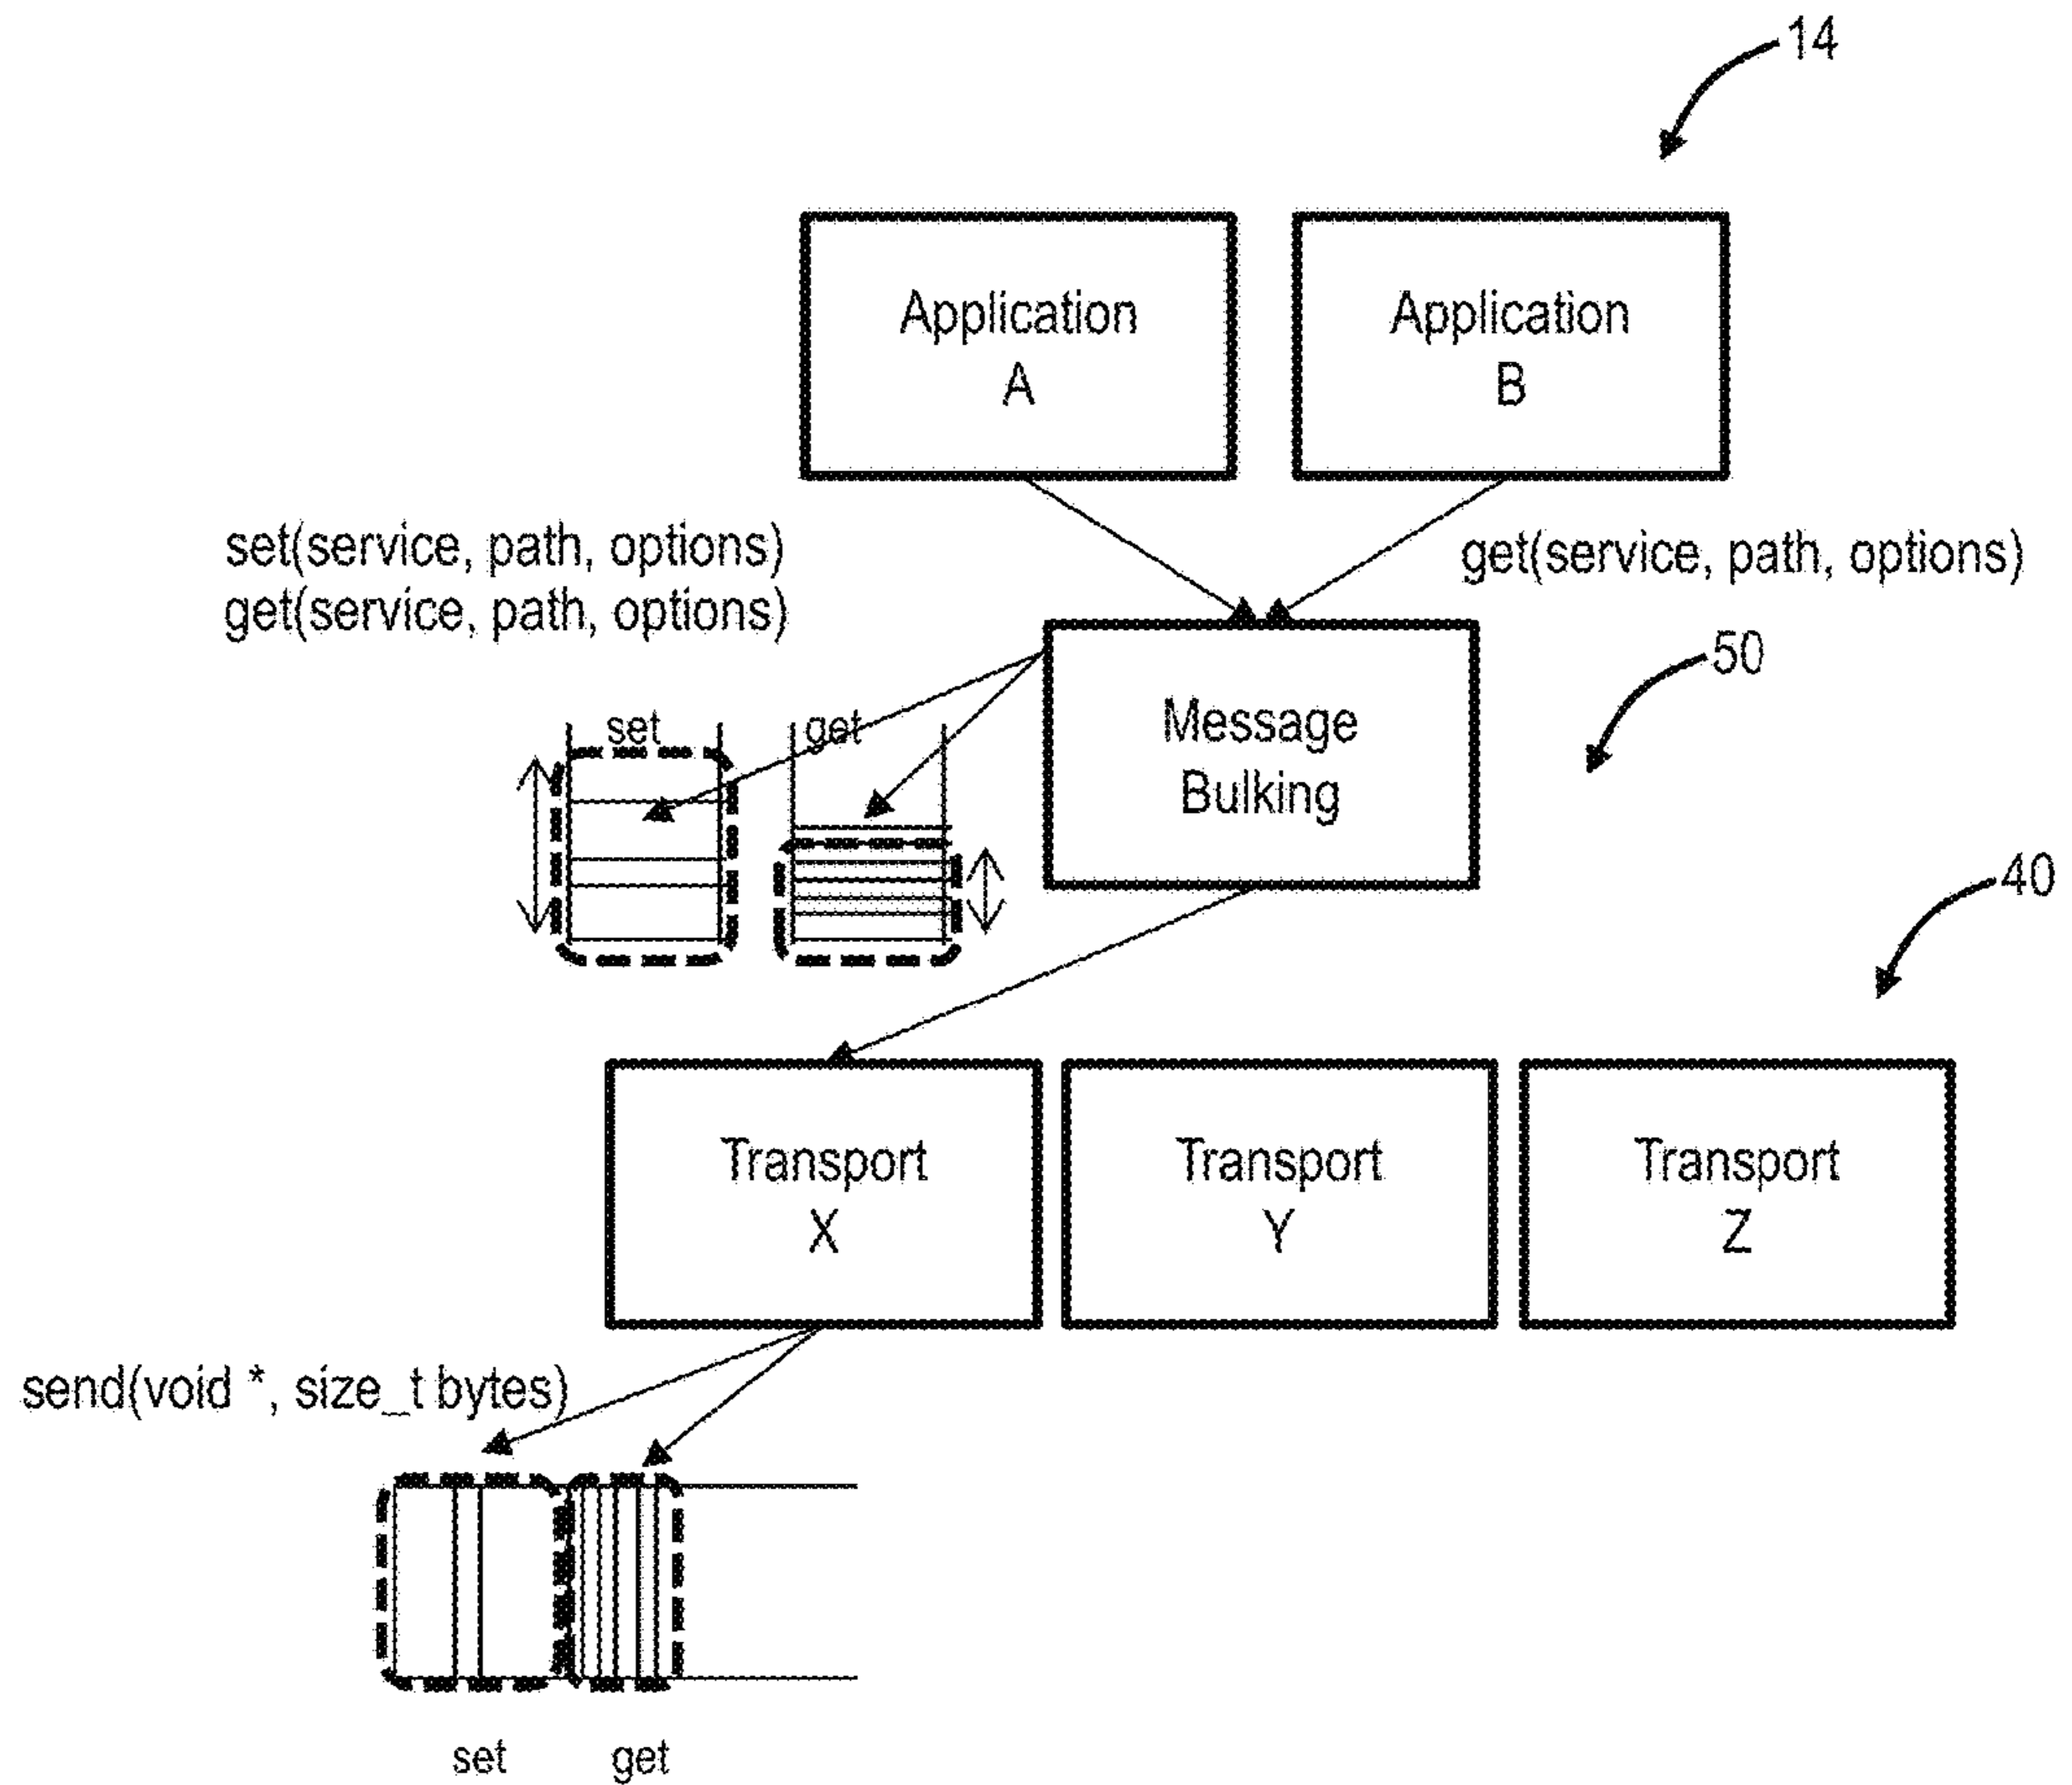 14
Application
A
Application
B
set(service, path, options)
get(service, path, options)
get(service, path, options)
50
set
get
Message
Bulking
40
Transport
X
Transport
Y
Transport
Z
send(void *, size_t bytes)
set
get